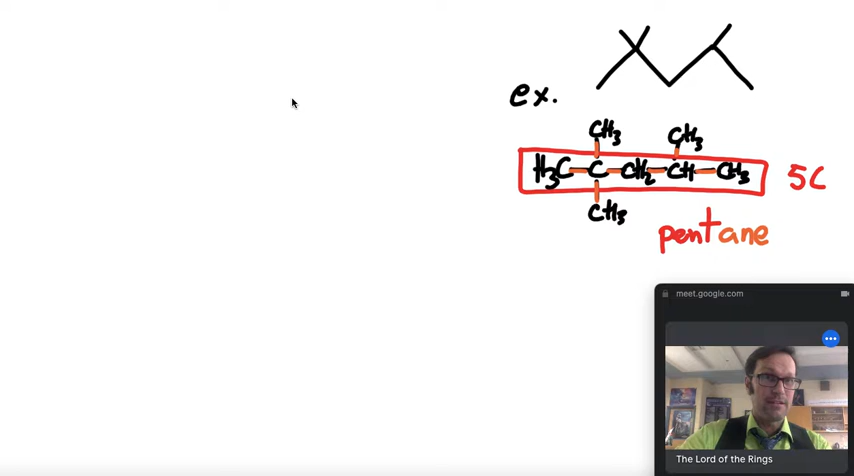 ex.
CH3 CH3
H3C-C-CH2-CH-CH3 5C
CH3
pentane
meet.google.com
The Lord of the Rings